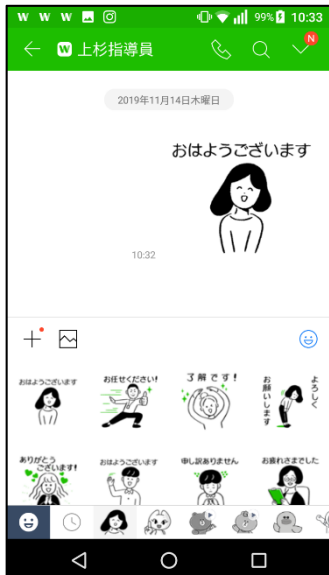 W W W 99% 10:33
W 上杉指導員 N
2019年11月14日木曜日
おはようございます
10:32
おはようございます
お任せください!
了解です!
よろしく
お願いします
ありがとう
ございます!
おはようございます
申し訳ありません
お疲れさまでした